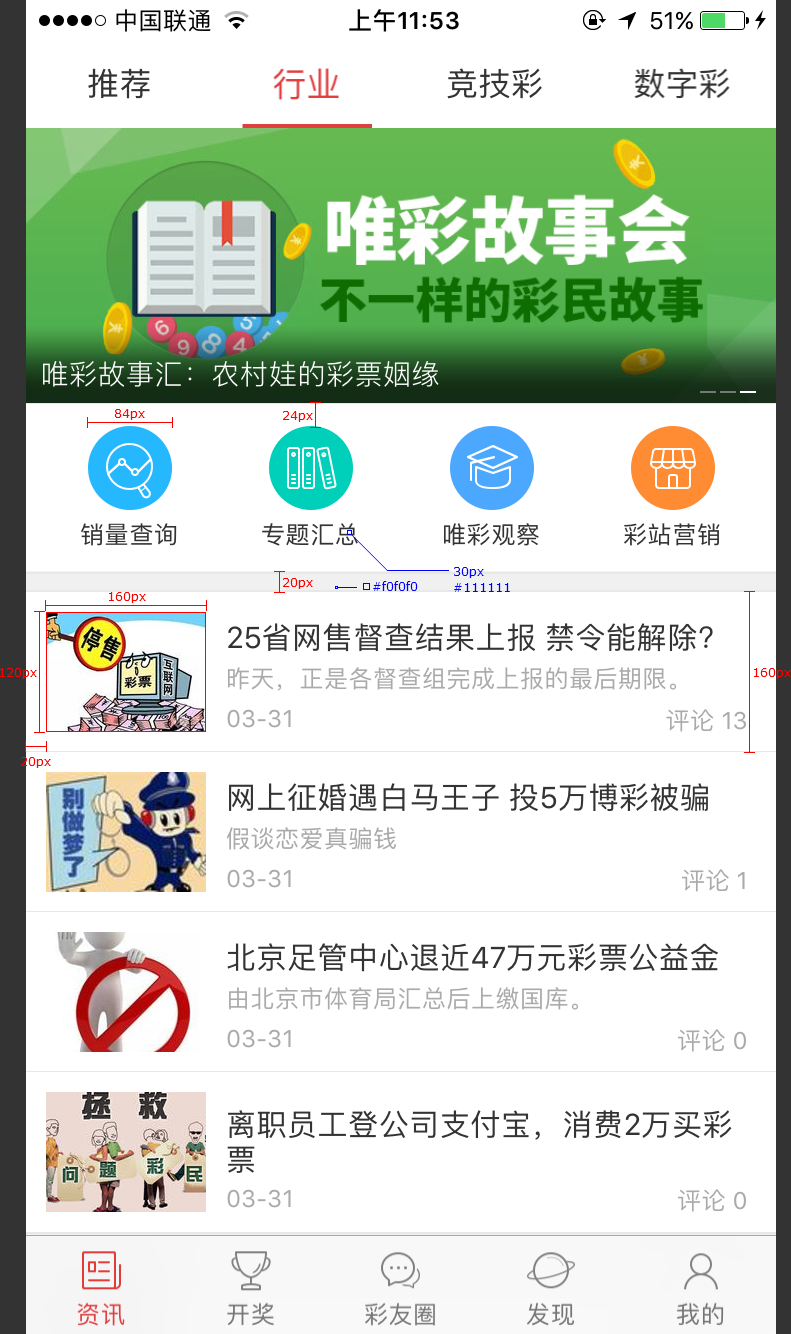 中国联通 上午11:53 51%
推荐 行业 竞技彩 数字彩
唯彩故事会
不一样的彩民故事
6 9 8 5 4
唯彩故事汇：农村娃的彩票姻缘
84px 24px
销量查询 专题汇总 唯彩观察 彩站营销
30px
20px #f0f0f0 #111111
160px
停售
彩票 互联网
25省网售督查结果上报 禁令能解除?
120px 160px
昨天，正是各督查组完成上报的最后期限。
03-31 评论 13
20px
别做梦了
网上征婚遇白马王子 投5万博彩被骗
假谈恋爱真骗钱
03-31 评论 1
北京足管中心退近47万元彩票公益金
由北京市体育局汇总后上缴国库。
03-31 评论 0
拯救
问题彩民
离职员工登公司支付宝，消费2万买彩
票
03-31 评论 0
资讯 开奖 彩友圈 发现 我的